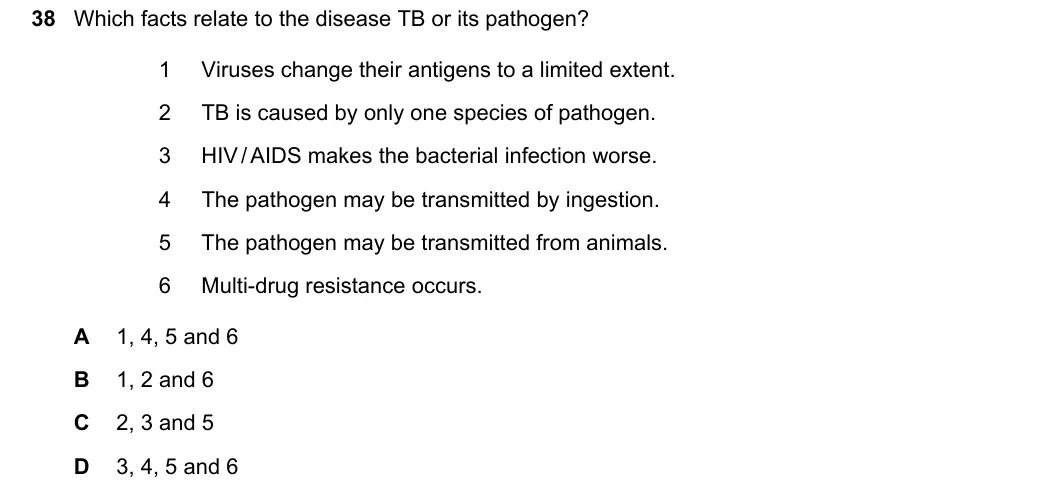 38 Which facts relate to the disease TB or its pathogen?
1 Viruses change their antigens to a limited extent.
2 TB is caused by only one species of pathogen.
3 HIV/AIDS makes the bacterial infection worse.
4 The pathogen may be transmitted by ingestion.
5 The pathogen may be transmitted from animals.
6 Multi-drug resistance occurs.
A 1, 4, 5 and 6
B 1, 2 and 6
C 2, 3 and 5
D 3, 4, 5 and 6